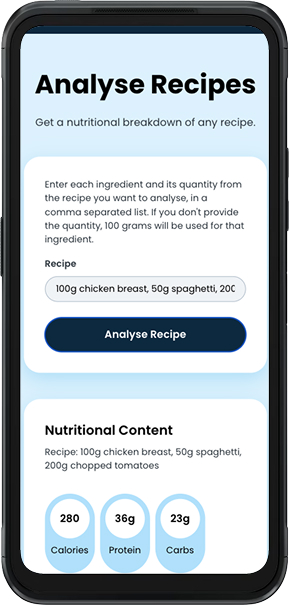 Analyse Recipes
Get a nutritional breakdown of any recipe.
Enter each ingredient and its quantity from
the recipe you want to analyse, in a
comma separated list. If you don't provide
the quantity, 100 grams will be used for that
ingredient.
Recipe
100g chicken breast, 50g spaghetti, 200
Analyse Recipe
Nutritional Content
Recipe: 100g chicken breast, 50g spaghetti,
200g chopped tomatoes
280 36g 23g
Calories Protein Carbs